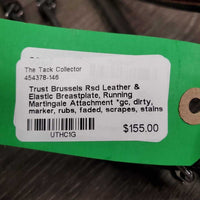 The Tack Collector
454378-146
Trust Brussels Rsd Leather &
Elastic Breastplate, Running
Martingale Attachment *gc, dirty,
marker, rubs, faded, scrapes, stains
UTHC1G
$155.00